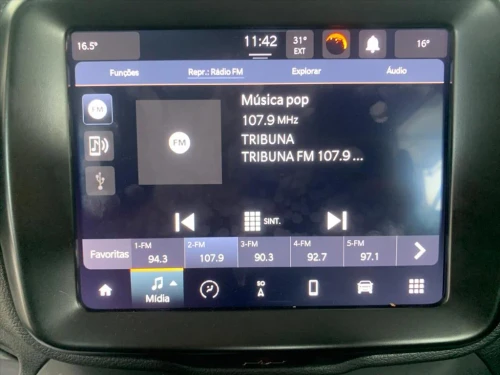 16.5°
11:42
31°
EXT
16°
Funções
Repr.: Rádio FM
Explorar
Áudio
FM
Música pop
107.9 MHz
TRIBUNA
TRIBUNA FM 107.9 ...
FM
SINT.
Favoritas
1-FM
94.3
2-FM
107.9
3-FM
90.3
4-FM
92.7
5-FM
97.1
Mídia